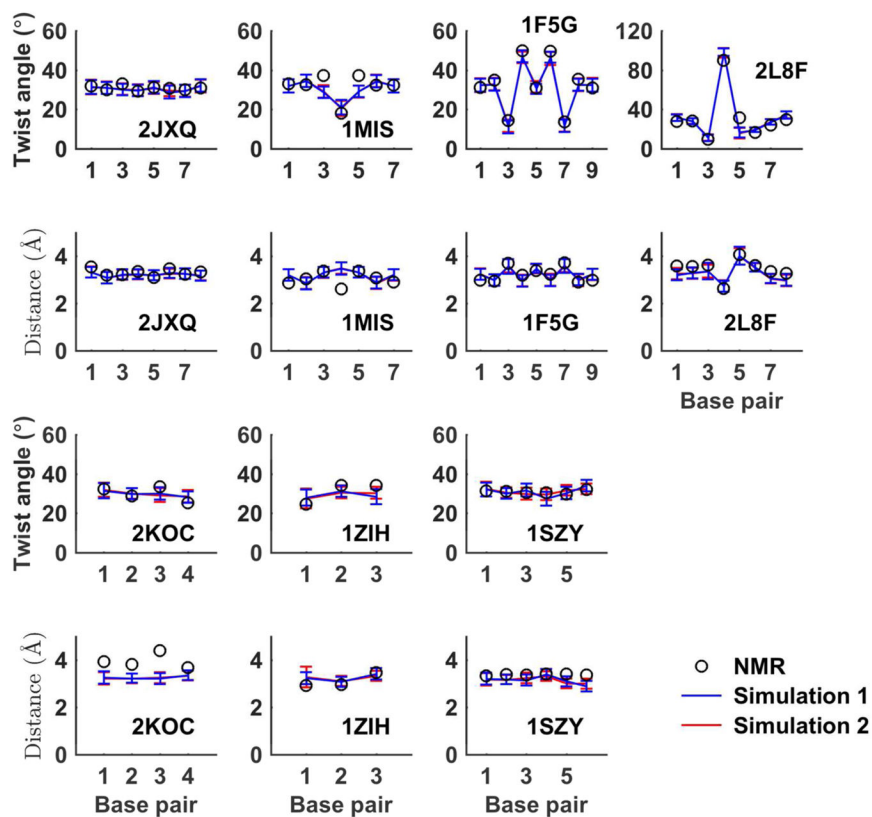 1F5G
Twist angle (°)
60
40
20
0
2JXQ
1 3 5 7
60
40
20
0
1MIS
1 3 5 7
60
40
20
0
1 3 5 7 9
120
80
40
0
2L8F
1 3 5 7
Distance (Å)
4
2
0
2JXQ
1 3 5 7
4
2
0
1MIS
1 3 5 7
4
2
0
1F5G
1 3 5 7 9
4
2
0
2L8F
1 3 5 7
Base pair
Twist angle (°)
60
40
20
0
2KOC
1 2 3 4
60
40
20
0
1ZIH
1 2 3
60
40
20
0
1SZY
1 3 5
Distance (Å)
4
2
0
2KOC
1 2 3 4
Base pair
4
2
0
1ZIH
1 2 3
Base pair
4
2
0
1SZY
1 3 5
Base pair
NMR
Simulation 1
Simulation 2